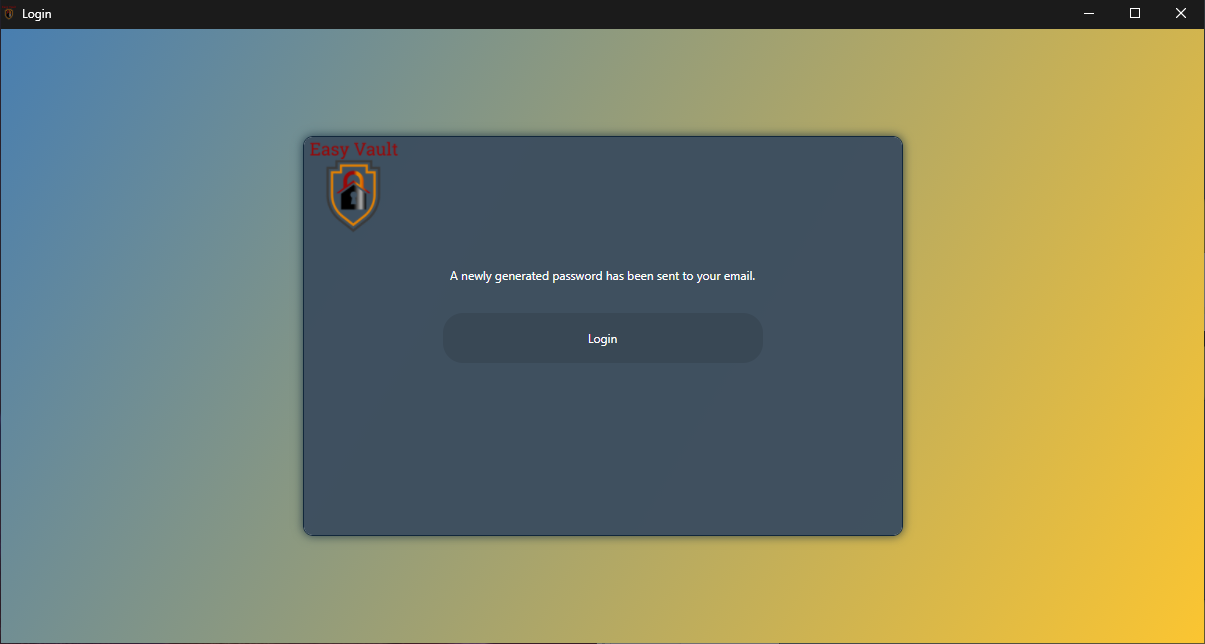 Login
Easy Vault
A newly generated password has been sent to your email.
Login